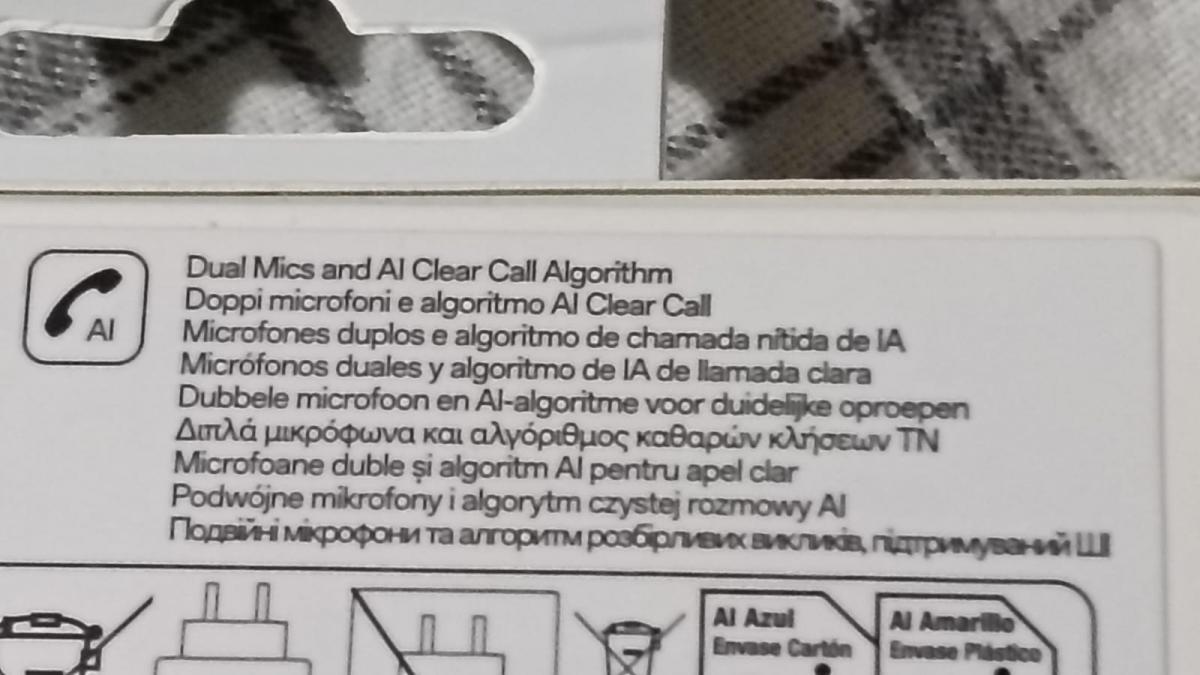 AI
Dual Mics and AI Clear Call Algorithm
Doppi microfoni e algoritmo AI Clear Call
Microfones duplos e algoritmo de chamada nítida de IA
Micrófonos duales y algoritmo de IA de llamada clara
Dubbele microfoon en AI-algoritme voor duidelijke oproepen
Διπλά μικρόφωνα και αλγόριθμος καθαρών κλήσεων TN
Microfoane duble și algoritm AI pentru apel clar
Podwójne mikrofony i algorytm czystej rozmowy AI
Подвійні мікрофони та алгоритм розбірливих викликів, підтримуваний ШІ
Al Azul
Envase Cartón
Al Amarillo
Envase Plástico